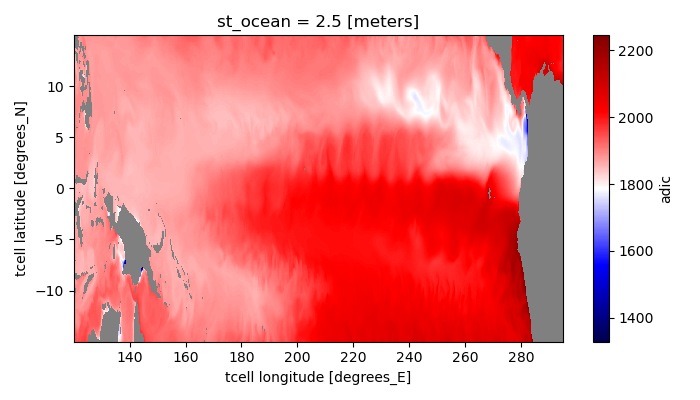 st_ocean = 2.5 [meters]
10
5
0
−5
−10
tcell latitude [degrees_N]
140 160 180 200 220 240 260 280
tcell longitude [degrees_E]
2200
2000
1800
1600
1400
adic